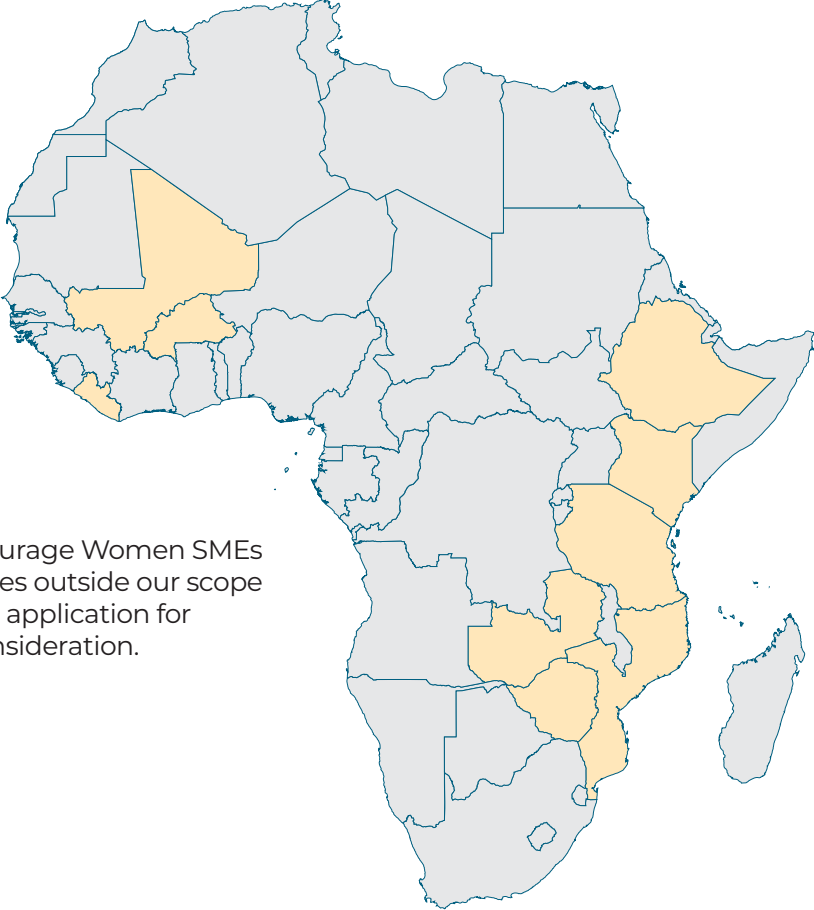 urage Women SMEs
es outside our scope
application for
nsideration.